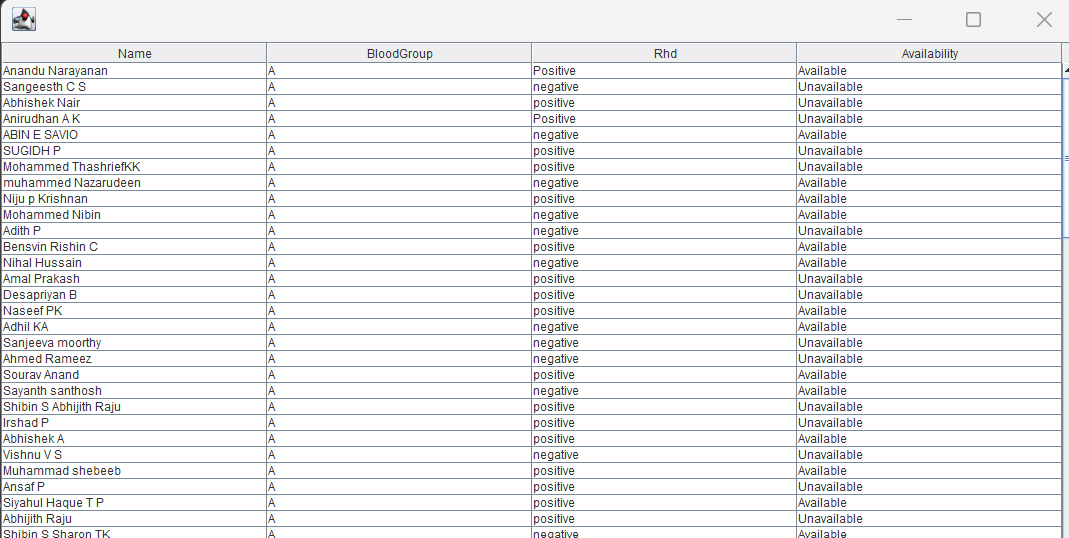 Name BloodGroup Rhd Availability
Anandu Narayanan A Positive Available
Sangeesth C S A negative Unavailable
Abhishek Nair A positive Unavailable
Anirudhan A K A Positive Unavailable
ABIN E SAVIO A negative Available
SUGIDH P A positive Unavailable
Mohammed ThashriefKK A positive Unavailable
muhammed Nazarudeen A negative Available
Niju p Krishnan A positive Available
Mohammed Nibin A negative Available
Adith P A negative Unavailable
Bensvin Rishin C A positive Available
Nihal Hussain A negative Available
Amal Prakash A positive Unavailable
Desapriyan B A positive Unavailable
Naseef PK A positive Available
Adhil KA A negative Available
Sanjeeva moorthy A negative Unavailable
Ahmed Rameez A negative Unavailable
Sourav Anand A positive Available
Sayanth santhosh A negative Available
Shibin S Abhijith Raju A positive Unavailable
Irshad P A positive Unavailable
Abhishek A A positive Available
Vishnu V S A negative Unavailable
Muhammad shebeeb A positive Available
Ansaf P A positive Unavailable
Siyahul Haque T P A positive Available
Abhijith Raju A positive Unavailable
Shibin S Sharon TK A negative Available